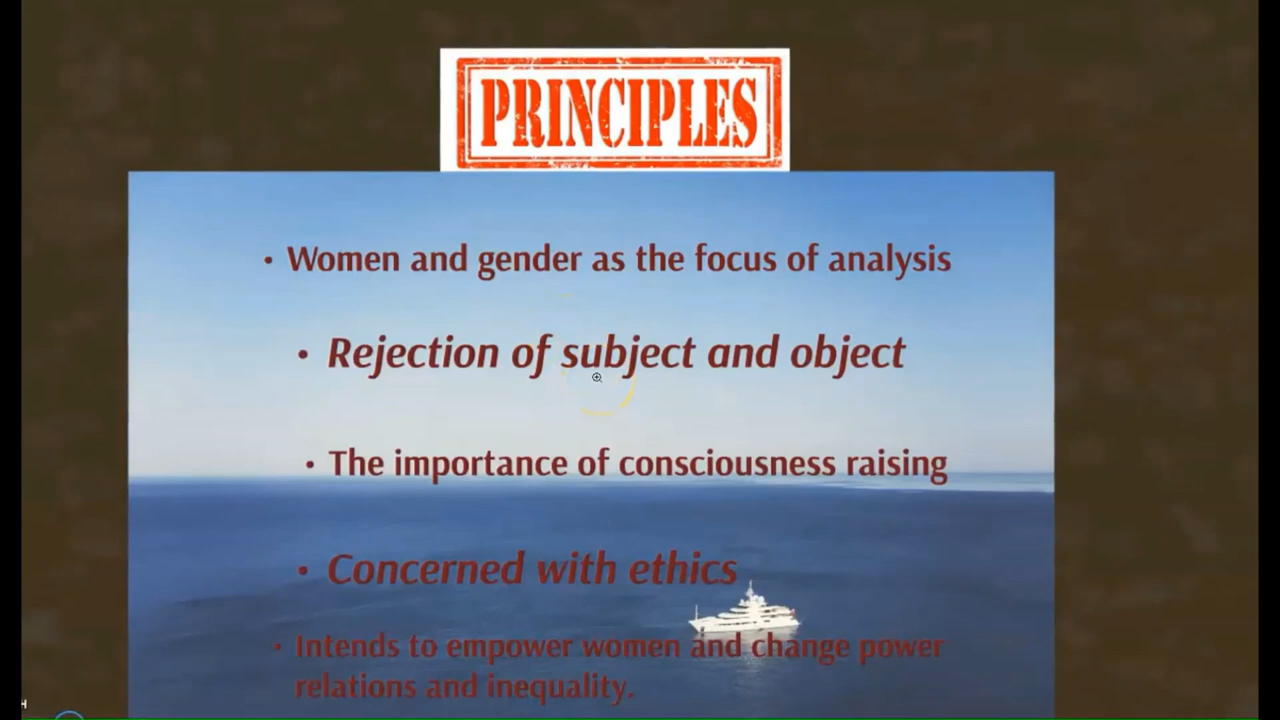 PRINCIPLES
• Women and gender as the focus of analysis
• Rejection of subject and object
• The importance of consciousness raising
• Concerned with ethics
• Intends to empower women and change power
relations and inequality.
H